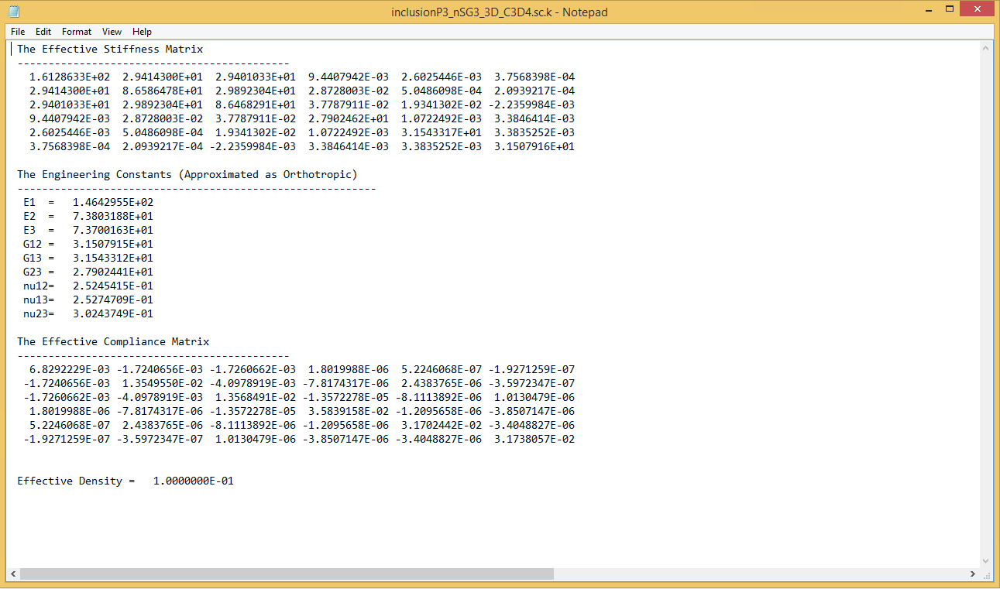 inclusionP3_nSG3_3D_C3D4.sc.k - Notepad
File Edit Format View Help
The Effective Stiffness Matrix
--------------------------------------------
1.6128633E+02 2.9414300E+01 2.9401033E+01 9.4407942E-03 2.6025446E-03 3.7568398E-04
2.9414300E+01 8.6586478E+01 2.9892304E+01 2.8728003E-02 5.0486098E-04 2.0939217E-04
2.9401033E+01 2.9892304E+01 8.6468291E+01 3.7787911E-02 1.9341302E-02 -2.2359984E-03
9.4407942E-03 2.8728003E-02 3.7787911E-02 2.7902462E+01 1.0722492E-03 3.3846414E-03
2.6025446E-03 5.0486098E-04 1.9341302E-02 1.0722492E-03 3.1543317E+01 3.3835252E-03
3.7568398E-04 2.0939217E-04 -2.2359984E-03 3.3846414E-03 3.3835252E-03 3.1507916E+01
The Engineering Constants (Approximated as Orthotropic)
----------------------------------------------------------
E1 = 1.4642955E+02
E2 = 7.3803188E+01
E3 = 7.3700163E+01
G12 = 3.1507915E+01
G13 = 3.1543312E+01
G23 = 2.7902441E+01
nu12= 2.5245415E-01
nu13= 2.5274709E-01
nu23= 3.0243749E-01
The Effective Compliance Matrix
--------------------------------------------
6.8292229E-03 -1.7240656E-03 -1.7260662E-03 1.8019988E-06 5.2246068E-07 -1.9271259E-07
-1.7240656E-03 1.3549550E-02 -4.0978919E-03 -7.8174317E-06 2.4383765E-06 -3.5972347E-07
-1.7260662E-03 -4.0978919E-03 1.3568491E-02 -1.3572278E-05 -8.1113892E-06 1.0130479E-06
1.8019988E-06 -7.8174317E-06 -1.3572278E-05 3.5839158E-02 -1.2095658E-06 -3.8507147E-06
5.2246068E-07 2.4383765E-06 -8.1113892E-06 -1.2095658E-06 3.1702442E-02 -3.4048827E-06
-1.9271259E-07 -3.5972347E-07 1.0130479E-06 -3.8507147E-06 -3.4048827E-06 3.1738057E-02
Effective Density = 1.0000000E-01